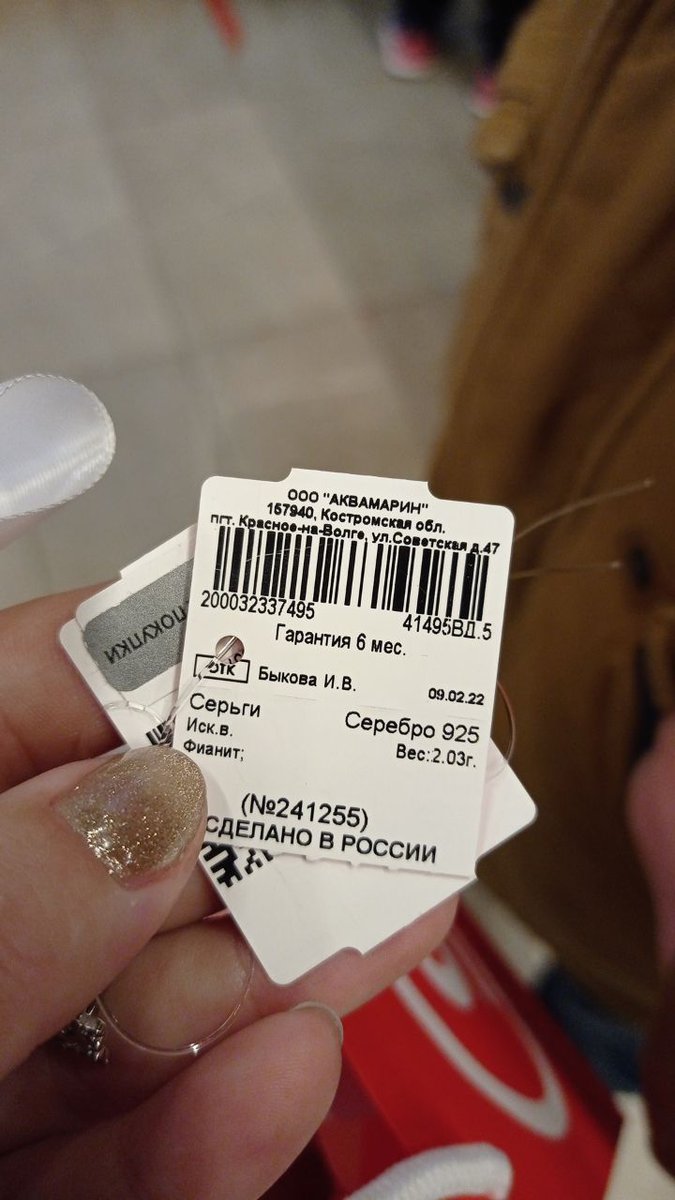 ООО "АКВАМАРИН"
157940, Костромская обл.
пгт. Красное-на-Волге, ул.Советская д.47
200032337495
41495ВД.5
Гарантия 6 мес.
ОТК Быкова И.В.
09.02.22
Серьги
Серебро 925
Иск.в.
Вес:2.03г.
Фианит;
(№241255)
СДЕЛАНО В РОССИИ
ПОКУПКИ